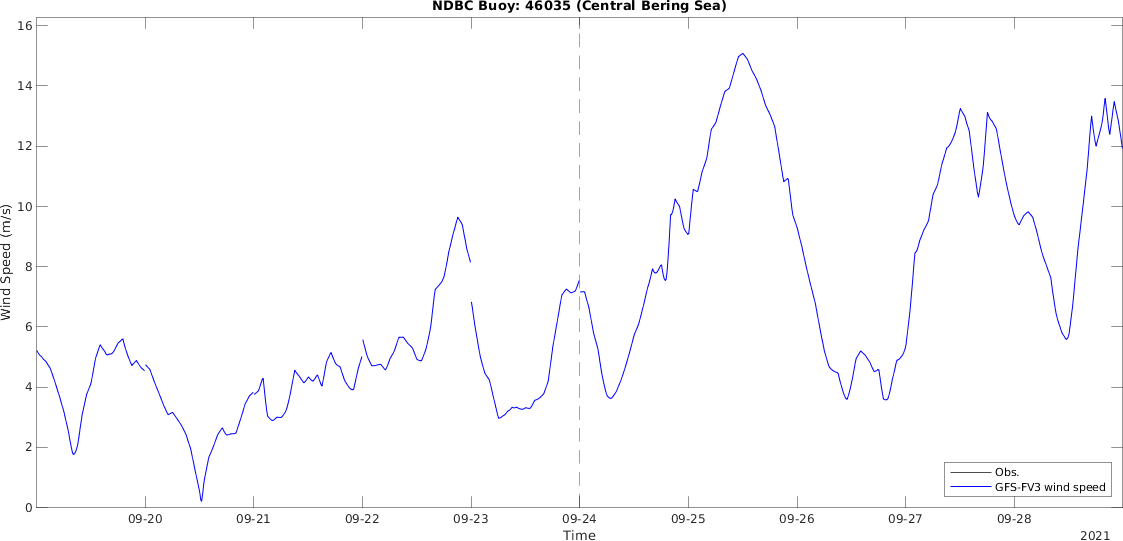 NDBC Buoy: 46035 (Central Bering Sea)
16
14
12
10
8
6
4
2
0
Wind Speed (m/s)
09-20 09-21 09-22 09-23 09-24 09-25 09-26 09-27 09-28
Time
2021
Obs.
GFS-FV3 wind speed